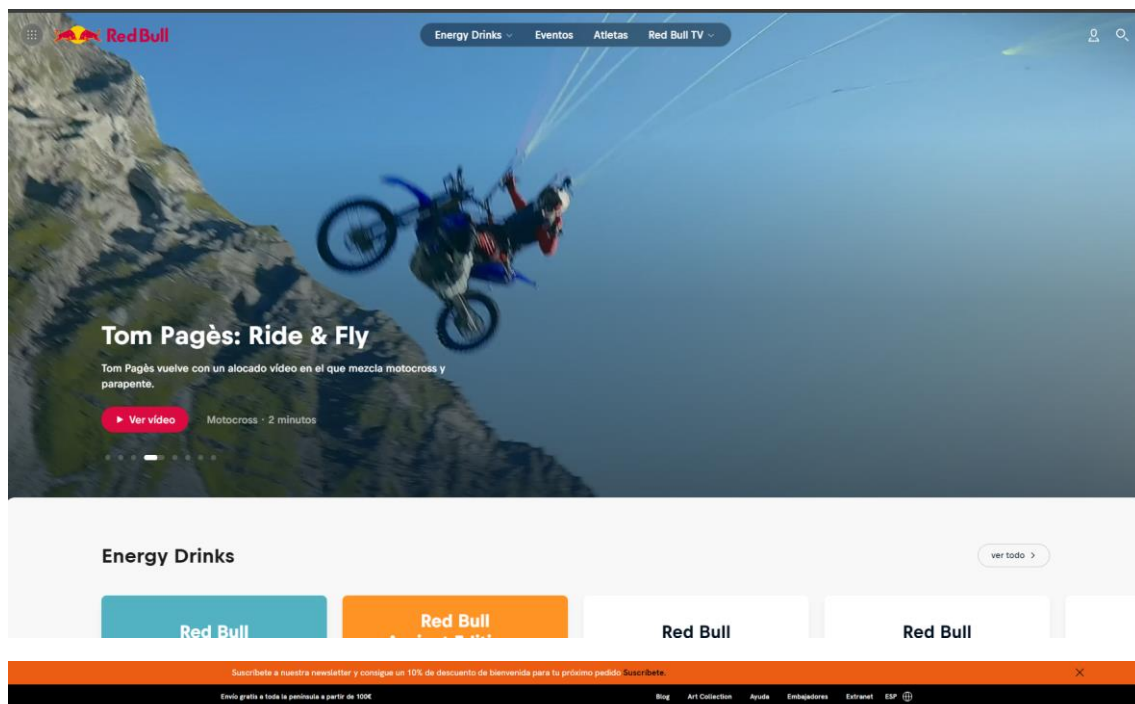 Red Bull
Energy Drinks Eventos Atletas Red Bull TV
Tom Pagès: Ride & Fly
Tom Pagès vuelve con un alocado vídeo en el que mezcla motocross y
parapente.
Ver vídeo Motocross · 2 minutos
Energy Drinks ver todo
Red Bull Red Bull Red Bull Red Bull
Suscríbete a nuestra newsletter y consigue un 10% de descuento de bienvenida para tu próximo pedido Suscríbete.
Envío gratis a toda la península a partir de 100€ Blog Art Collection Ayuda Embajadores Extranet ESP